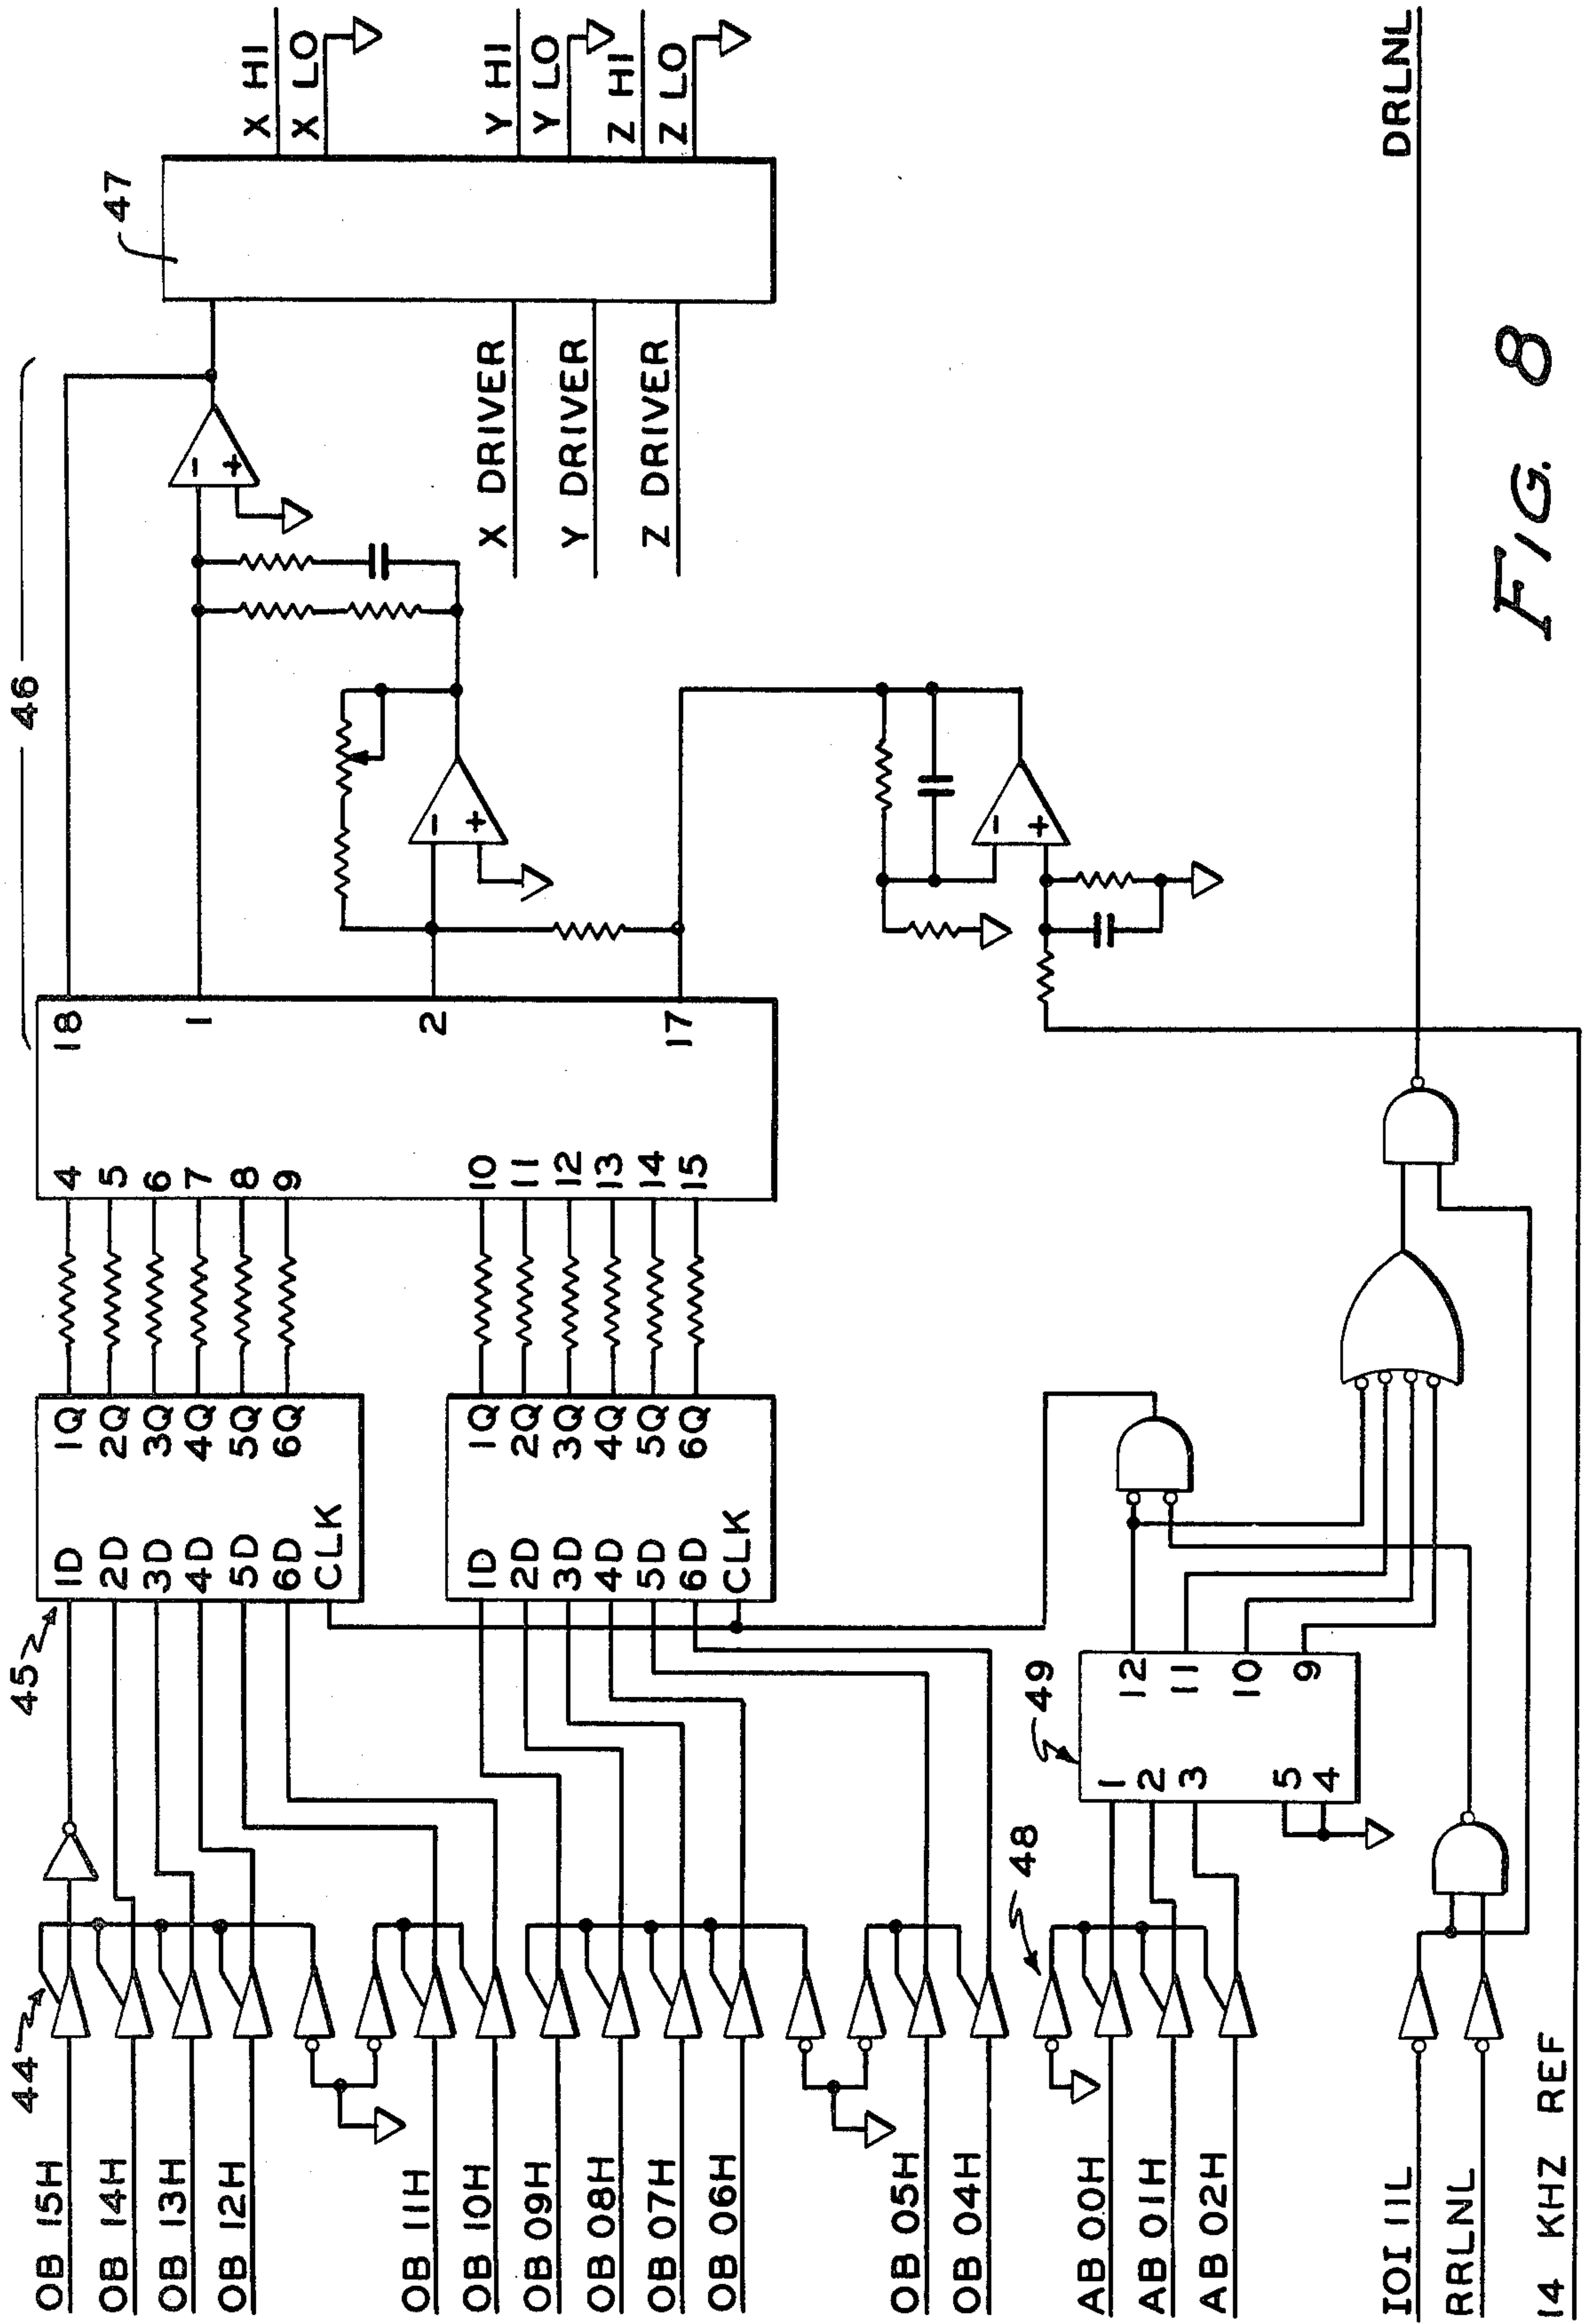 46
47
44
45
48
49
OB 15H
OB 14H
OB 13H
OB 12H
OB 11H
OB 10H
OB 09H
OB 08H
OB 07H
OB 06H
OB 05H
OB 04H
AB 00H
AB 01H
AB 02H
IOI 11L
RRLNL
14 KHZ REF
1D 1Q
2D 2Q
3D 3Q
4D 4Q
5D 5Q
6D 6Q
CLK
1D 1Q
2D 2Q
3D 3Q
4D 4Q
5D 5Q
6D 6Q
CLK
4 18
5
6
7 1
8
9
10 2
11
12
13
14
15 17
1 12
2 11
3
5 10
4 9
- +
- +
- +
X DRIVER
Y DRIVER
Z DRIVER
X HI
X LO
Y HI
Y LO
Z HI
Z LO
DRLNL
FIG. 8